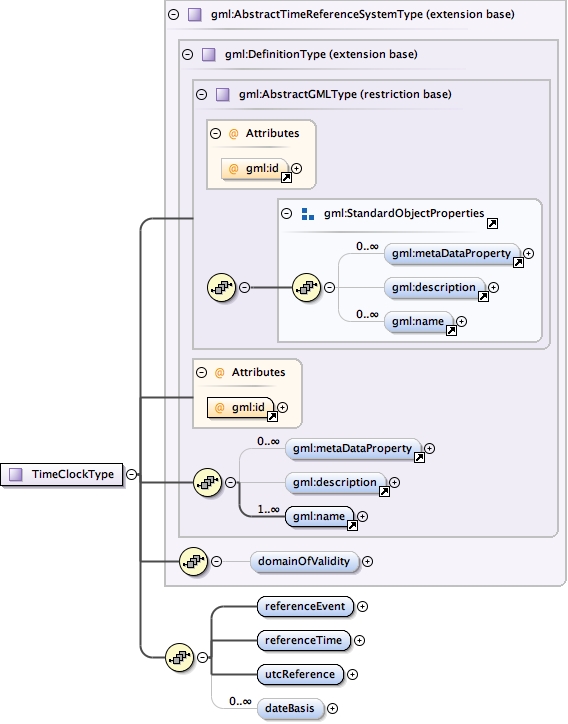 gml:AbstractTimeReferenceSystemType (extension base)
gml:DefinitionType (extension base)
gml:AbstractGMLType (restriction base)
@ Attributes
@ gml:id
gml:StandardObjectProperties
0..∞
gml:metaDataProperty
gml:description
0..∞
gml:name
@ Attributes
@ gml:id
0..∞
gml:metaDataProperty
TimeClockType
gml:description
1..∞
gml:name
domainOfValidity
referenceEvent
referenceTime
utcReference
0..∞
dateBasis